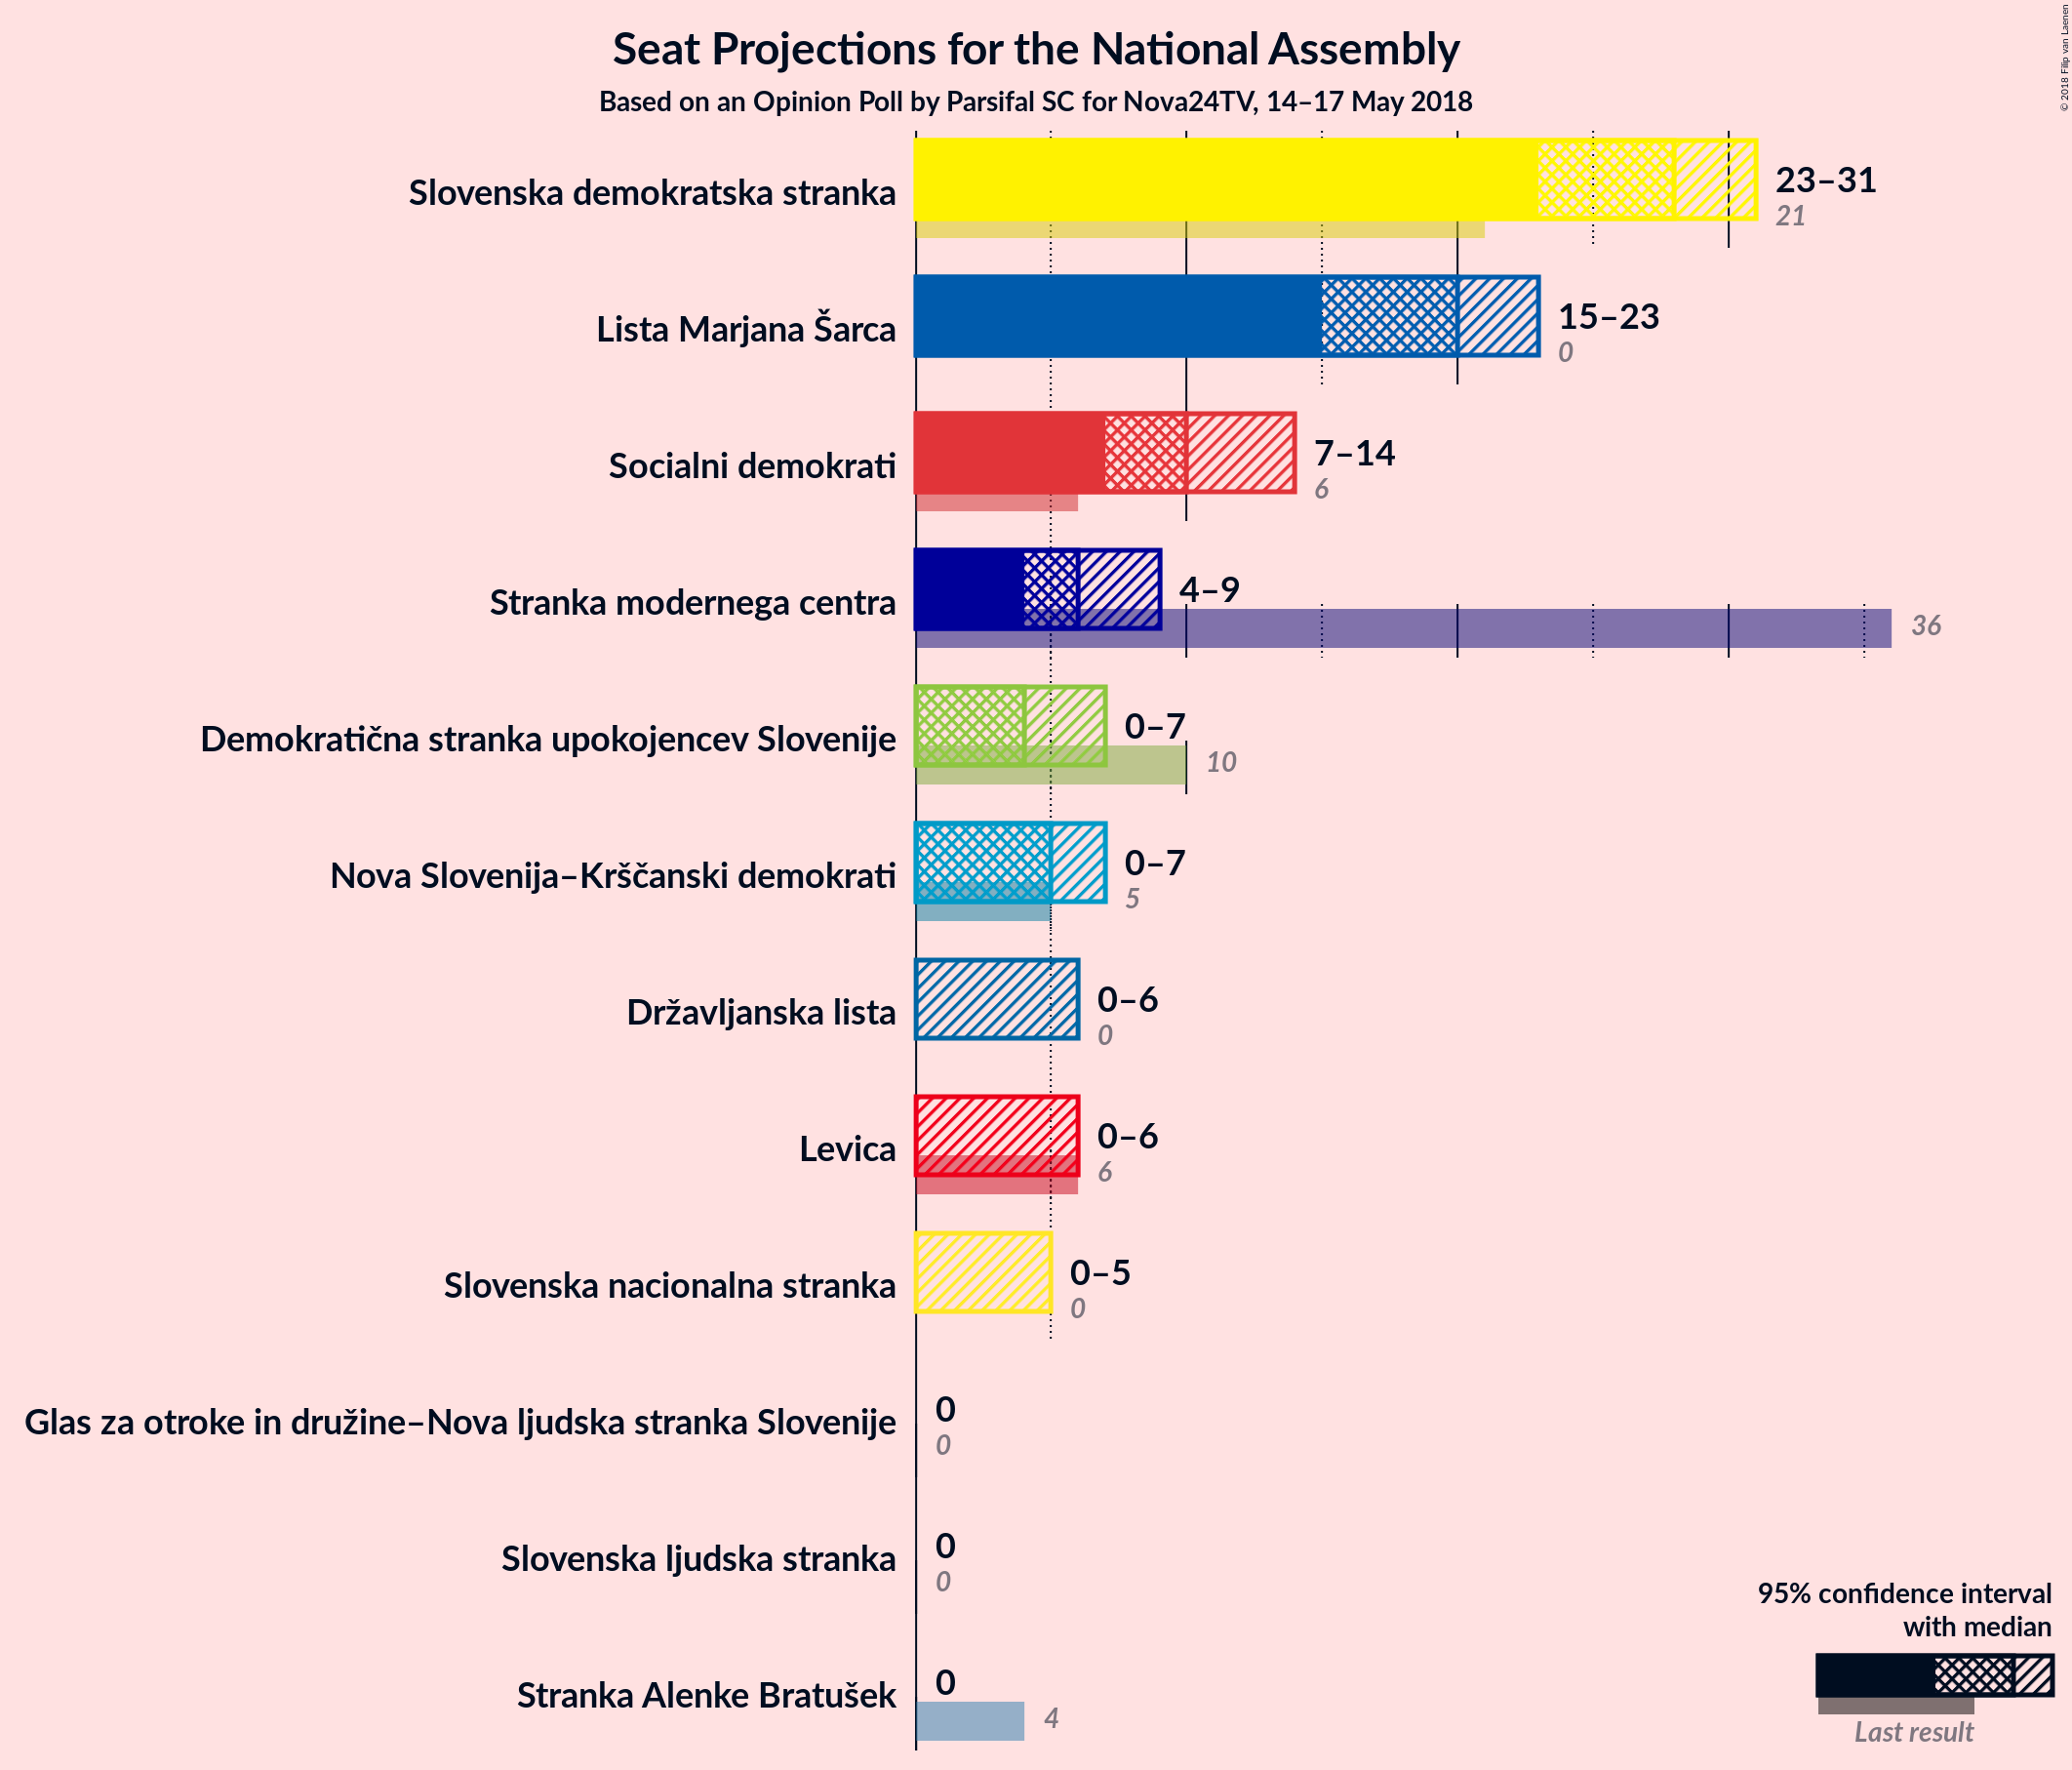 Seat Projections for the National Assembly
Based on an Opinion Poll by Parsifal SC for Nova24TV, 14–17 May 2018
© 2018 Filip van Laenen
Slovenska demokratska stranka
23–31
21
Lista Marjana Šarca
15–23
0
Socialni demokrati
7–14
6
Stranka modernega centra
4–9
36
Demokratična stranka upokojencev Slovenije
0–7
10
Nova Slovenija–Krščanski demokrati
0–7
5
Državljanska lista
0–6
0
Levica
0–6
6
Slovenska nacionalna stranka
0–5
0
Glas za otroke in družine–Nova ljudska stranka Slovenije
0
0
Slovenska ljudska stranka
0
0
Stranka Alenke Bratušek
0
4
95% confidence interval
with median
Last result